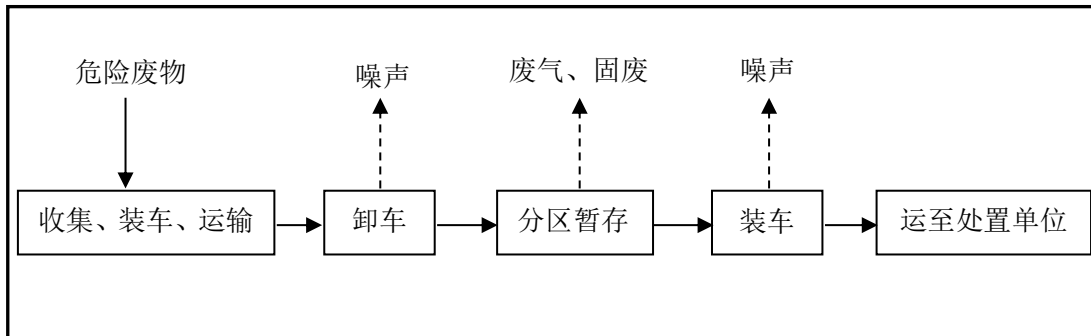 危险废物
噪声
废气、固废
噪声
收集、装车、运输
卸车
分区暂存
装车
运至处置单位